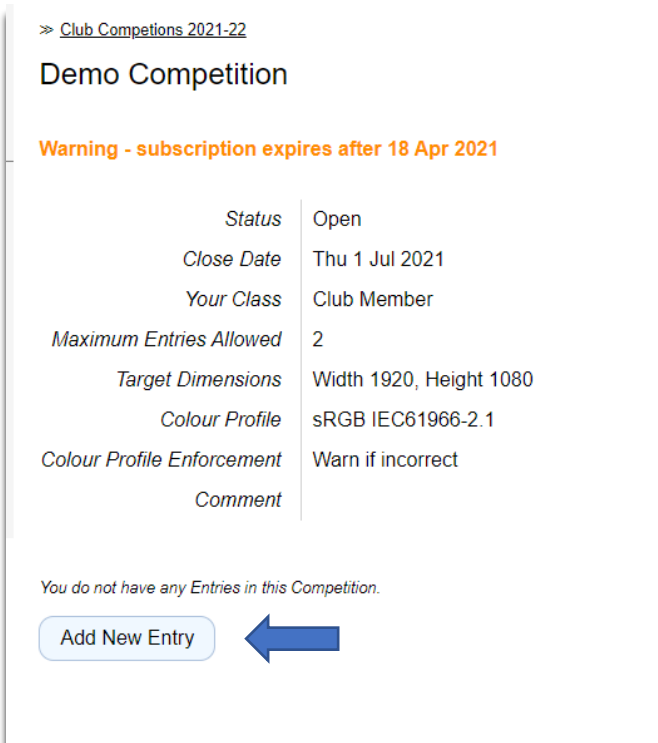 ≫ Club Competions 2021-22
Demo Competition
Warning - subscription expires after 18 Apr 2021
Status Open
Close Date Thu 1 Jul 2021
Your Class Club Member
Maximum Entries Allowed 2
Target Dimensions Width 1920, Height 1080
Colour Profile sRGB IEC61966-2.1
Colour Profile Enforcement Warn if incorrect
Comment
You do not have any Entries in this Competition.
Add New Entry